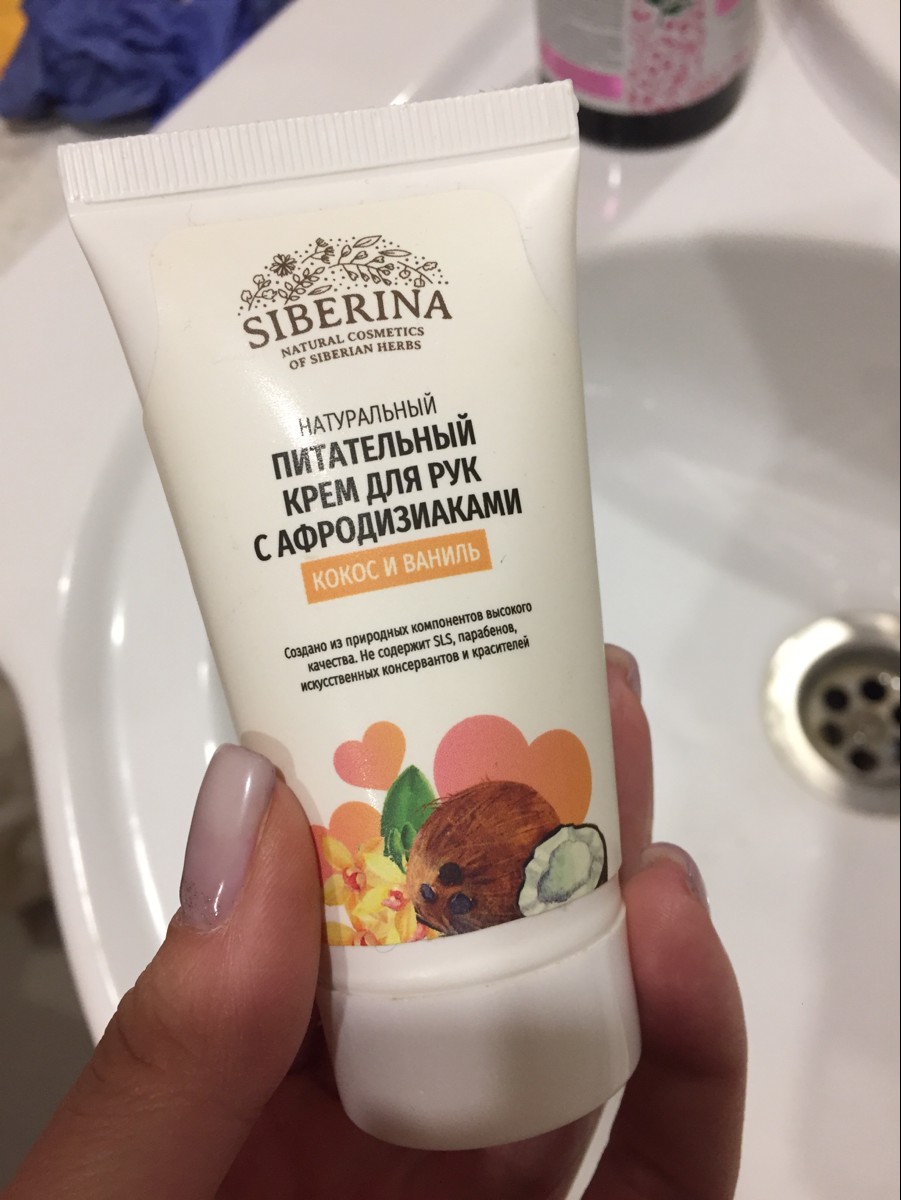 SIBERINA
NATURAL COSMETICS
OF SIBERIAN HERBS
НАТУРАЛЬНЫЙ
ПИТАТЕЛЬНЫЙ
КРЕМ ДЛЯ РУК
С АФРОДИЗИАКАМИ
КОКОС И ВАНИЛЬ
Создано из природных компонентов высокого
качества. Не содержит SLS, парабенов,
искусственных консервантов и красителей